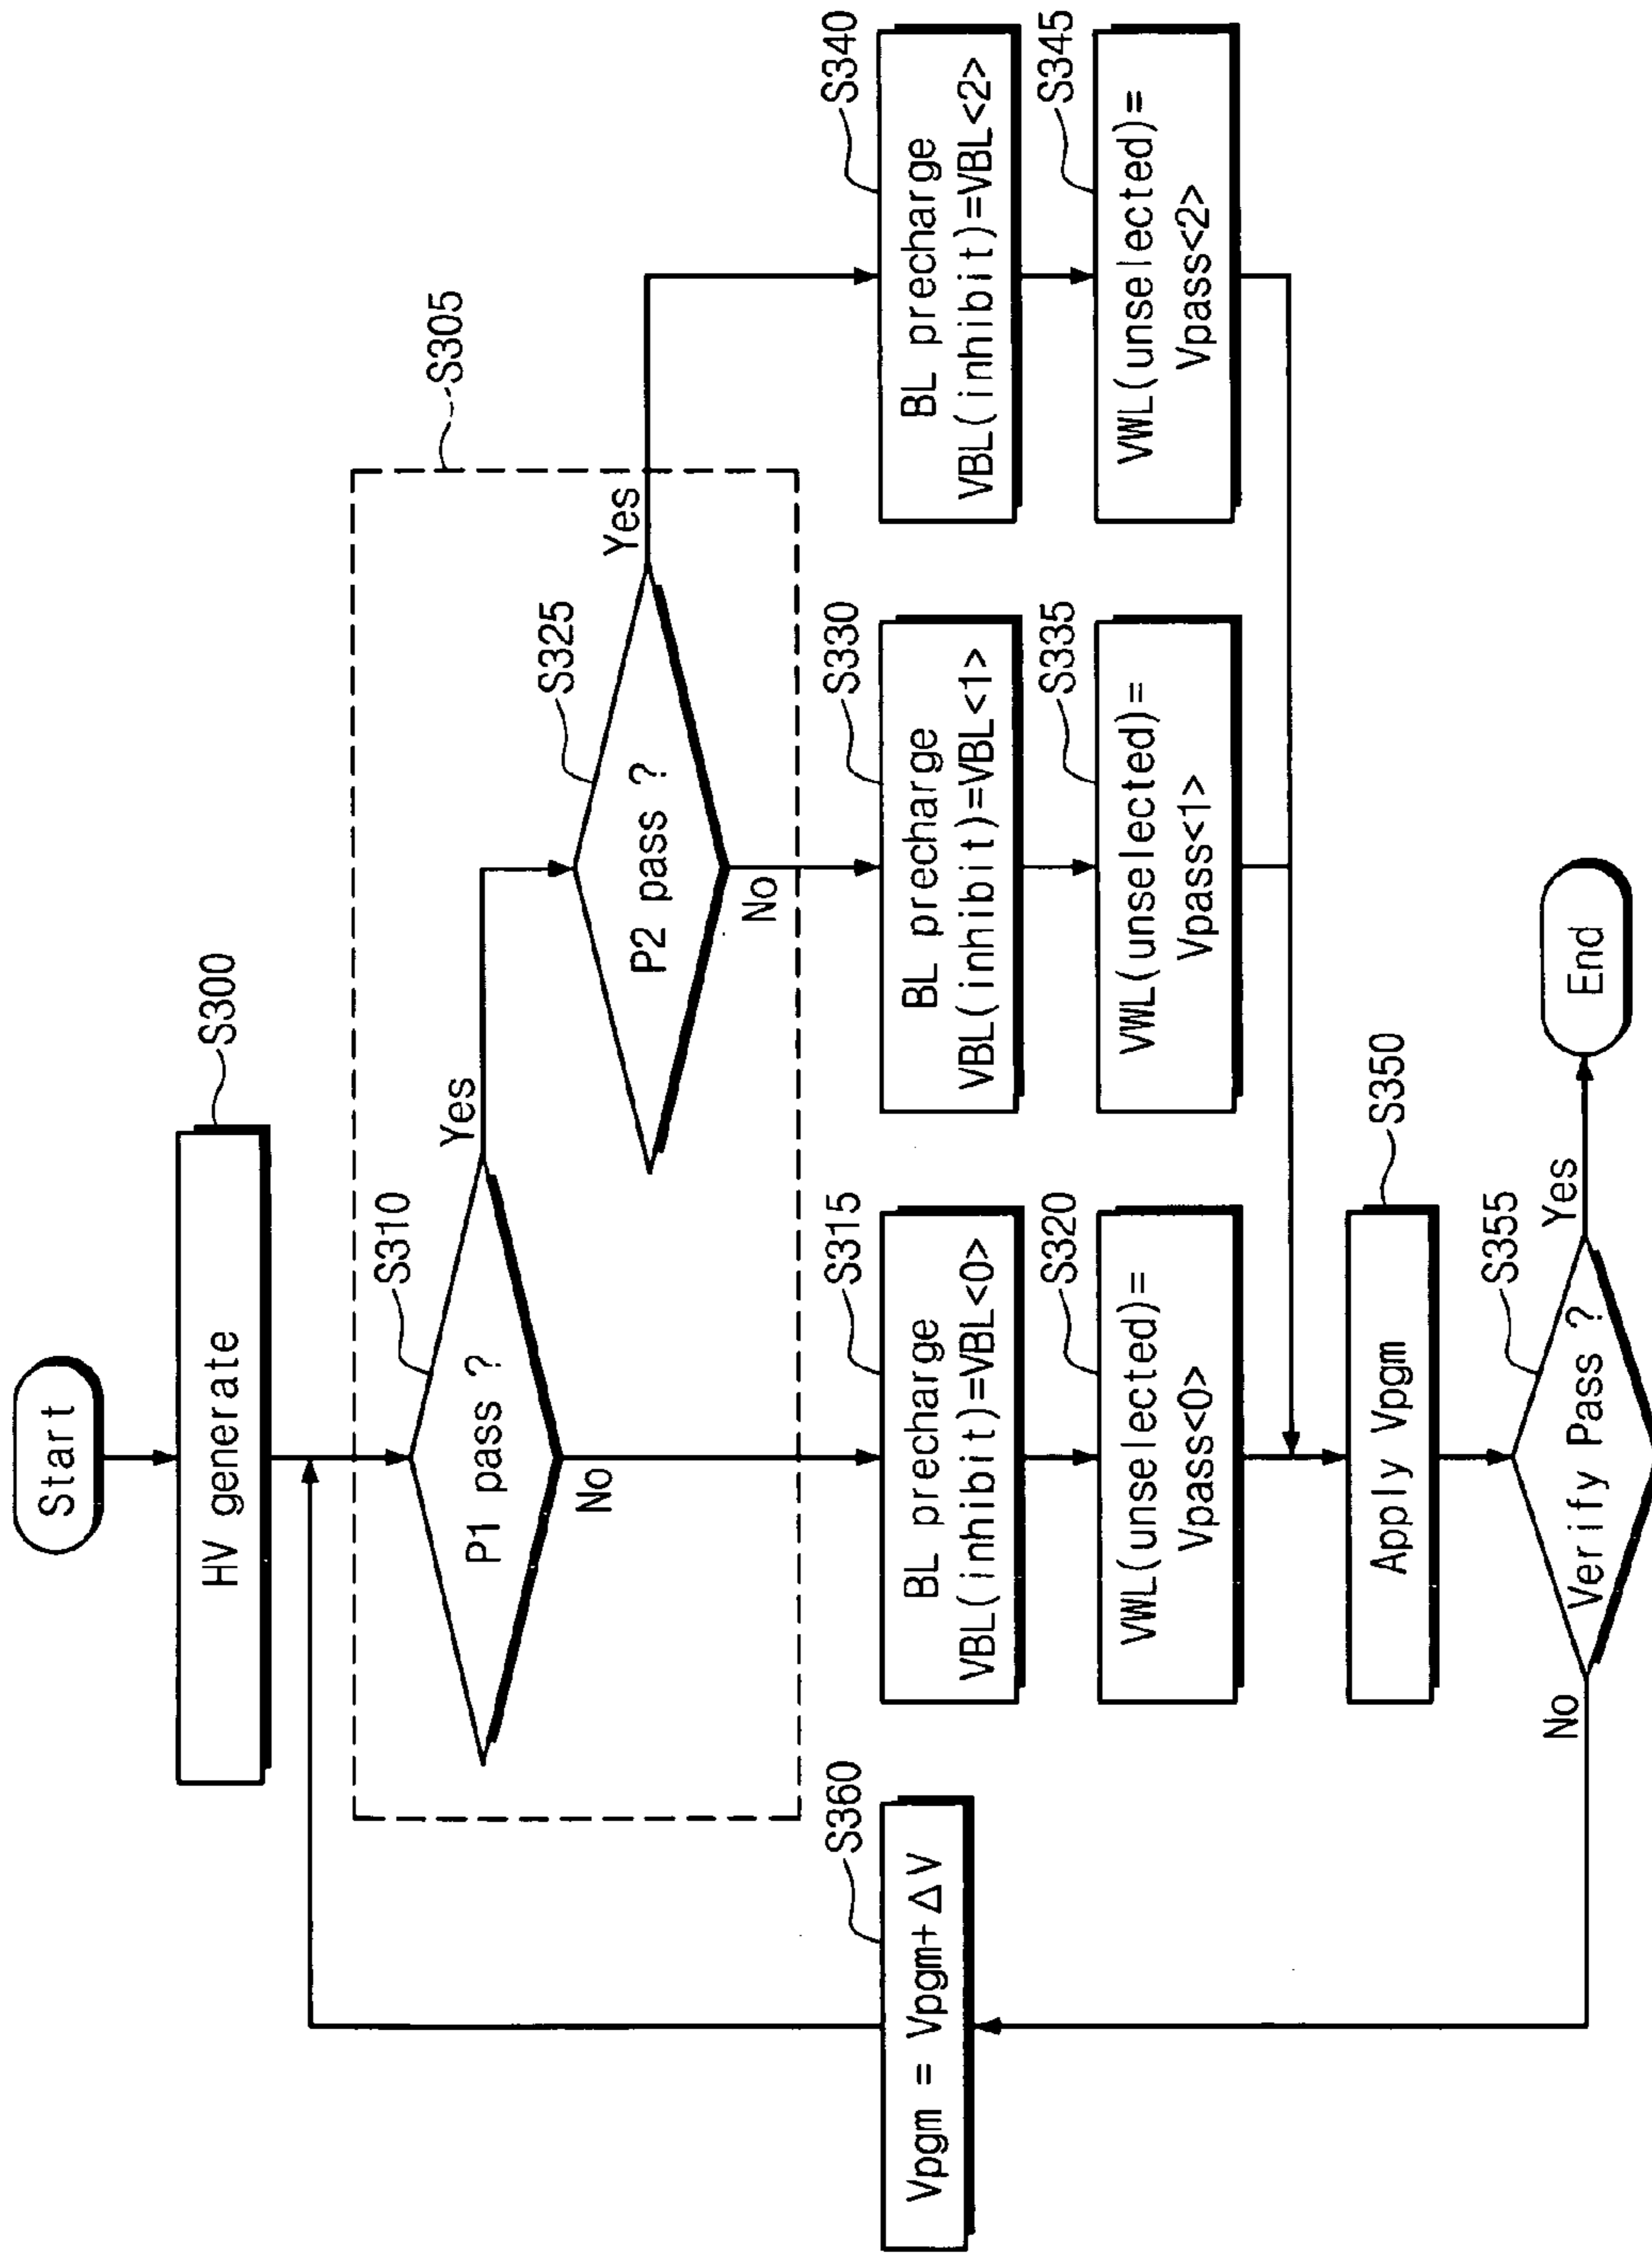 Start
HV generate
S300
S305
P1 pass ?
S310
Yes
No
P2 pass ?
S325
Yes
No
BL precharge
VBL(inhibit)=VBL<0>
S315
VWL(unselected)=
Vpass<0>
S320
BL precharge
VBL(inhibit)=VBL<1>
S330
VWL(unselected)=
Vpass<1>
S335
BL precharge
VBL(inhibit)=VBL<2>
S340
VWL(unselected)=
Vpass<2>
S345
Apply Vpgm
S350
Verify Pass ?
S355
Yes
No
End
Vpgm = Vpgm+ΔV
S360